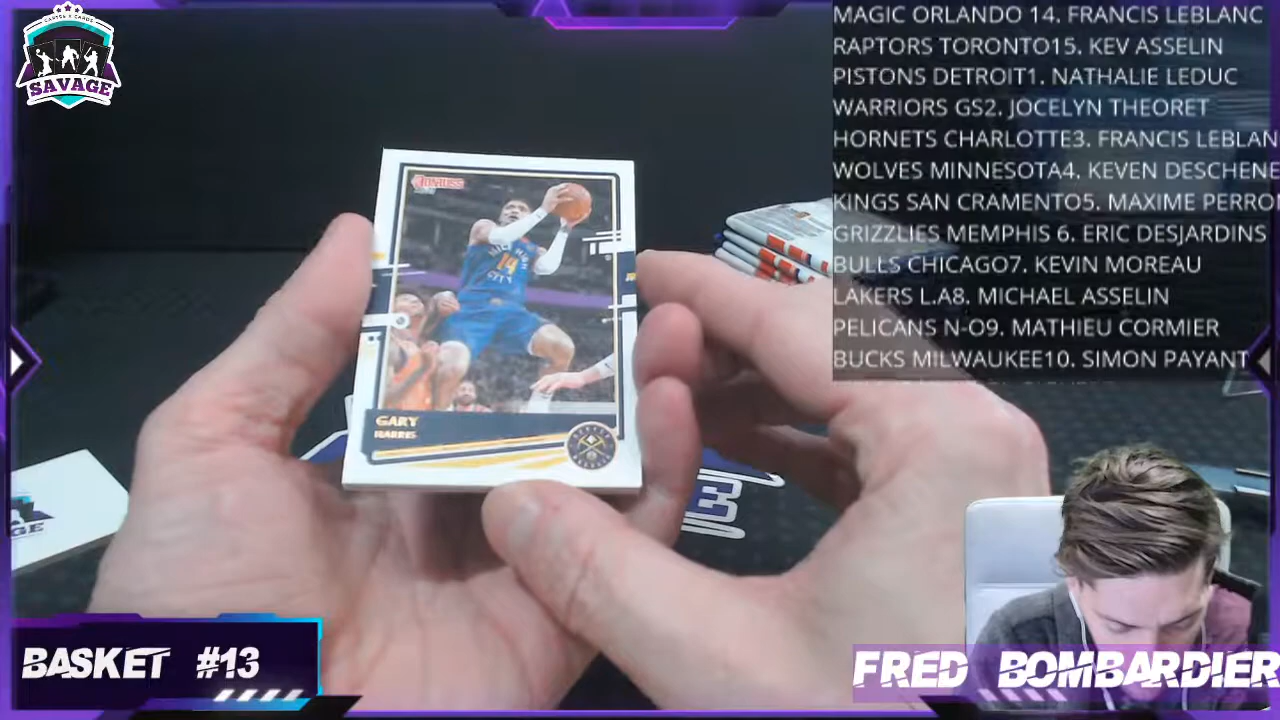 CARTES & CARDS
SAVAGE
MAGIC ORLANDO 14. FRANCIS LEBLANC
RAPTORS TORONTO15. KEV ASSELIN
PISTONS DETROIT1. NATHALIE LEDUC
WARRIORS GS2. JOCELYN THEORET
HORNETS CHARLOTTE3. FRANCIS LEBLAN
WOLVES MINNESOTA4. KEVEN DESCHENE
KINGS SAN CRAMENTO5. MAXIME PERRO
GRIZZLIES MEMPHIS 6. ERIC DESJARDINS
BULLS CHICAGO7. KEVIN MOREAU
LAKERS L.A8. MICHAEL ASSELIN
PELICANS N-O9. MATHIEU CORMIER
BUCKS MILWAUKEE10. SIMON PAYANT
DONRUSS
14
CITY
GARY
HARRIS
BASKET #13
FRED BOMBARDIER